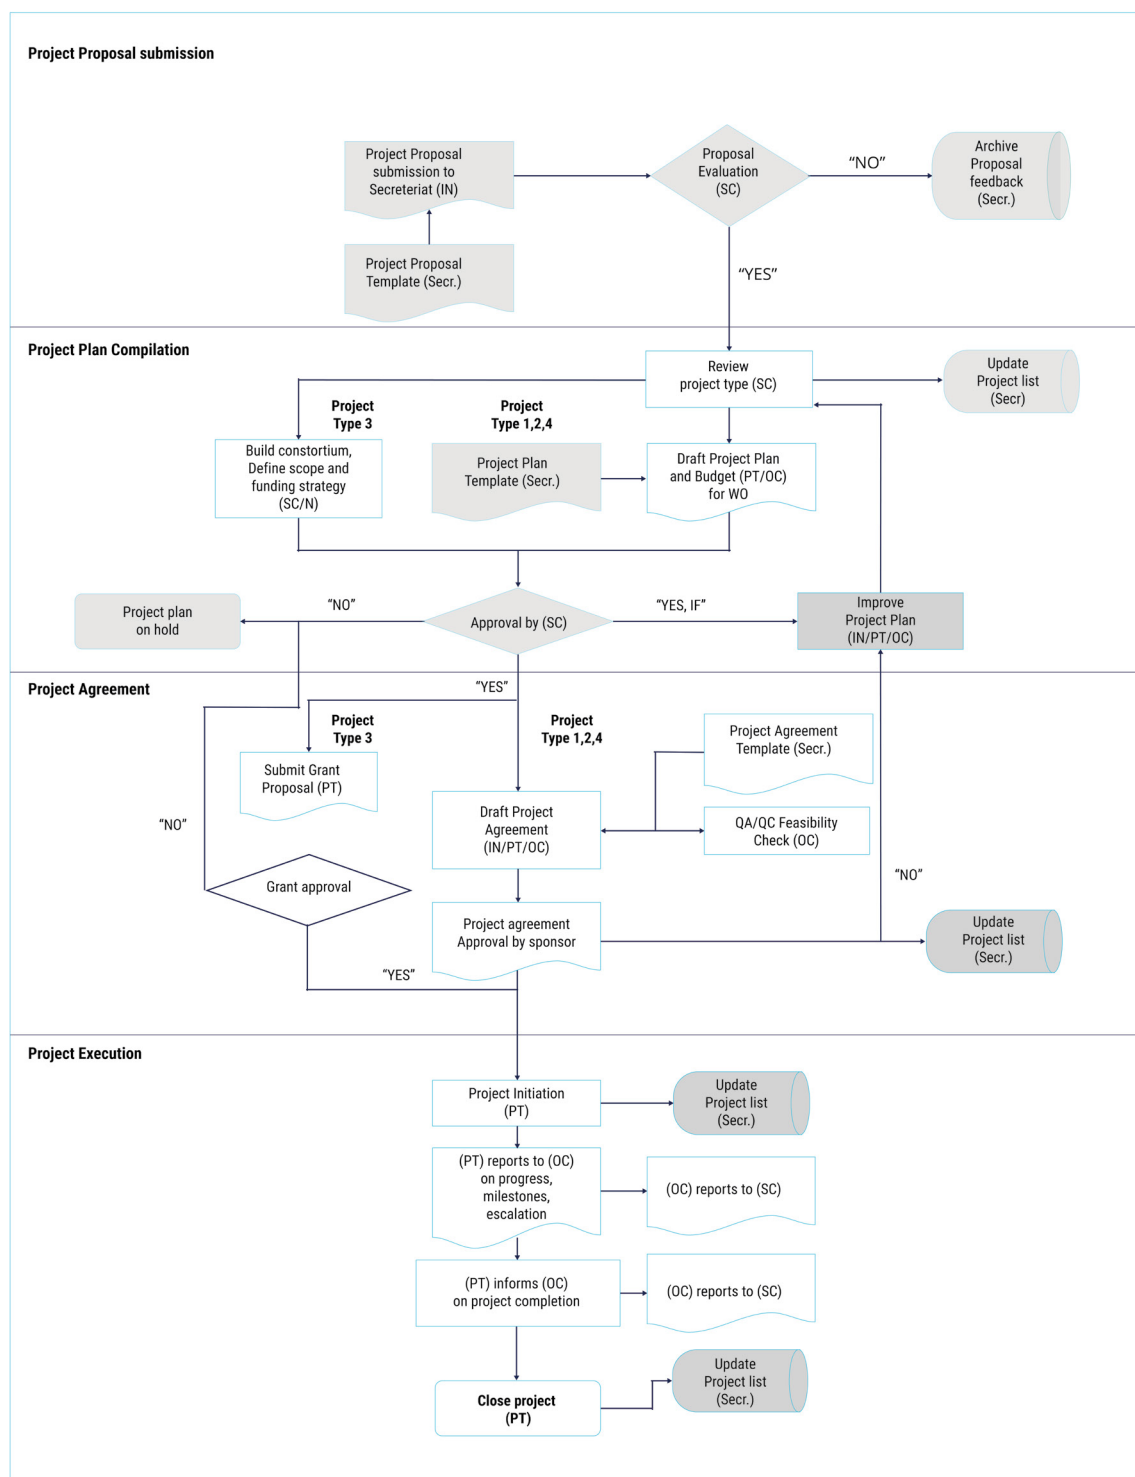 Project Proposal submission
Project Proposal
submission to
Secreteriat (IN)
Proposal
Evaluation
(SC)
“NO”
Archive
Proposal
feedback
(Secr.)
Project Proposal
Template (Secr.)
“YES”
Project Plan Compilation
Review
project type (SC)
Update
Project list
(Secr)
Project
Type 3
Project
Type 1,2,4
Build constortium,
Define scope and
funding strategy
(SC/N)
Project Plan
Template (Secr.)
Draft Project Plan
and Budget (PT/OC)
for WO
Project plan
on hold
“NO”
Approval by (SC)
“YES, IF”
Improve
Project Plan
(IN/PT/OC)
Project Agreement
“YES”
Project
Type 3
Project
Type 1,2,4
Project Agreement
Template (Secr.)
Submit Grant
Proposal (PT)
Draft Project
Agreement
(IN/PT/OC)
QA/QC Feasibility
Check (OC)
“NO”
Grant approval
“NO”
Project agreement
Approval by sponsor
Update
Project list
(Secr.)
“YES”
Project Execution
Project Initiation
(PT)
Update
Project list
(Secr.)
(PT) reports to (OC)
on progress,
milestones,
escalation
(OC) reports to (SC)
(PT) informs (OC)
on project completion
(OC) reports to (SC)
Close project
(PT)
Update
Project list
(Secr.)